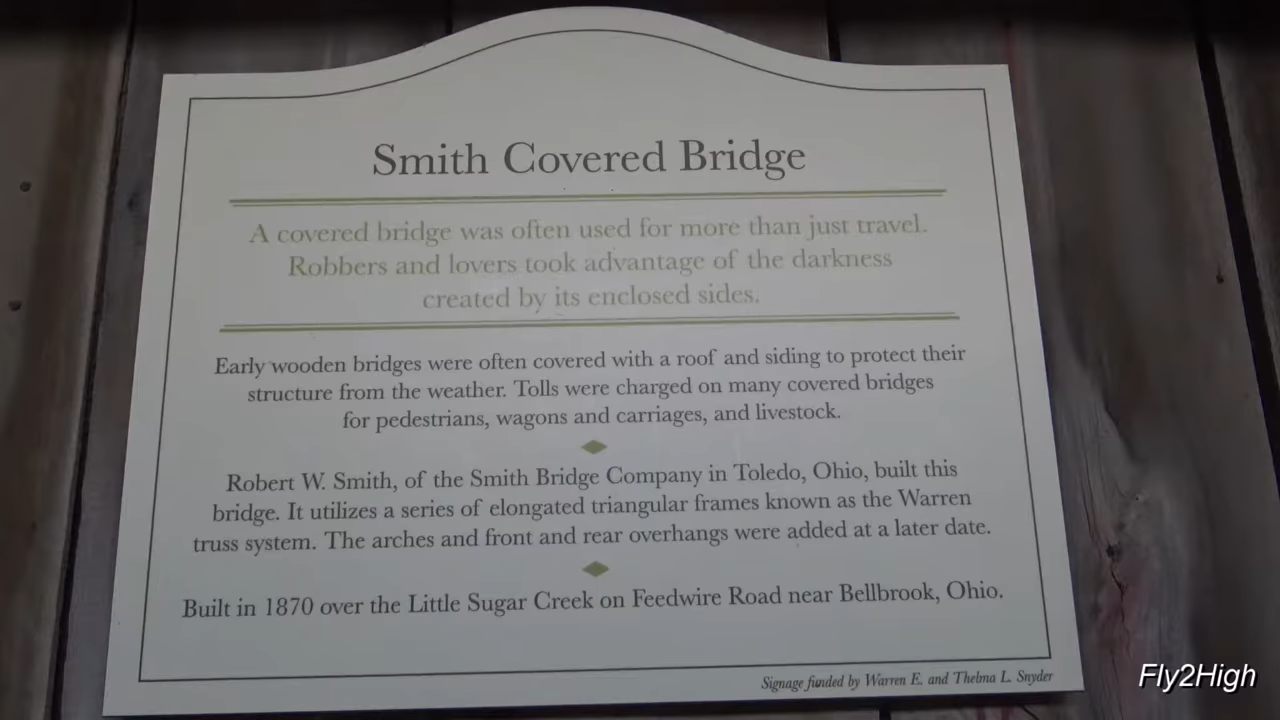 Smith Covered Bridge
A covered bridge was often used for more than just travel.
Robbers and lovers took advantage of the darkness
created by its enclosed sides.
Early wooden bridges were often covered with a roof and siding to protect their
structure from the weather. Tolls were charged on many covered bridges
for pedestrians, wagons and carriages, and livestock.
Robert W. Smith, of the Smith Bridge Company in Toledo, Ohio, built this
bridge. It utilizes a series of elongated triangular frames known as the Warren
truss system. The arches and front and rear overhangs were added at a later date.
Built in 1870 over the Little Sugar Creek on Feedwire Road near Bellbrook, Ohio.
Signage funded by Warren E. and Thelma L. Snyder
Fly2High